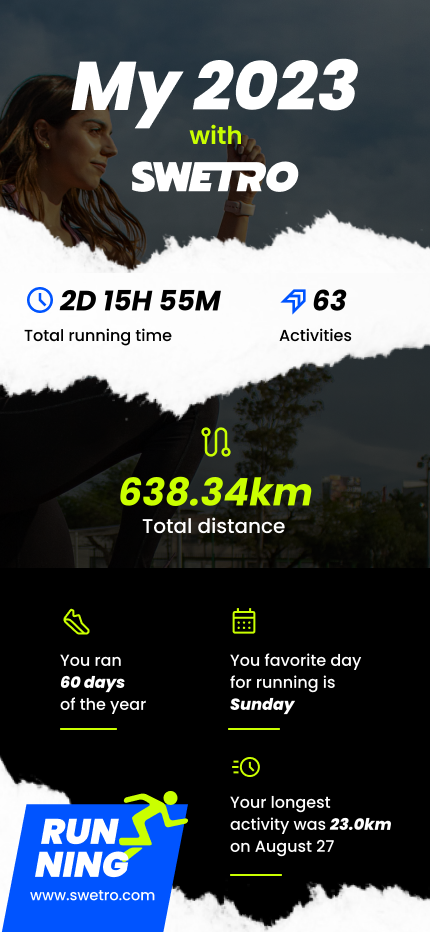 My 2023
with
SWETRO
2D 15H 55M
Total running time
63
Activities
638.34km
Total distance
You ran
60 days
of the year
You favorite day
for running is
Sunday
Your longest
activity was 23.0km
on August 27
RUN
NING
www.swetro.com